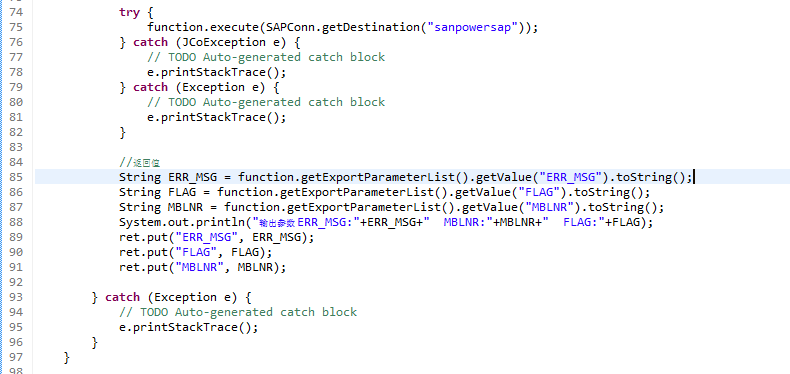 74 try {
75 function.execute(SAPConn.getDestination("sanpowersap"));
76 } catch (JCoException e) {
77 // TODO Auto-generated catch block
78 e.printStackTrace();
79 } catch (Exception e) {
80 // TODO Auto-generated catch block
81 e.printStackTrace();
82 }
83
84 //返回值
85 String ERR_MSG = function.getExportParameterList().getValue("ERR_MSG").toString();
86 String FLAG = function.getExportParameterList().getValue("FLAG").toString();
87 String MBLNR = function.getExportParameterList().getValue("MBLNR").toString();
88 System.out.println("输出参数ERR_MSG:"+ERR_MSG+"  MBLNR:"+MBLNR+"  FLAG:"+FLAG);
89 ret.put("ERR_MSG", ERR_MSG);
90 ret.put("FLAG", FLAG);
91 ret.put("MBLNR", MBLNR);
92
93 } catch (Exception e) {
94 // TODO Auto-generated catch block
95 e.printStackTrace();
96 }
97 }
98